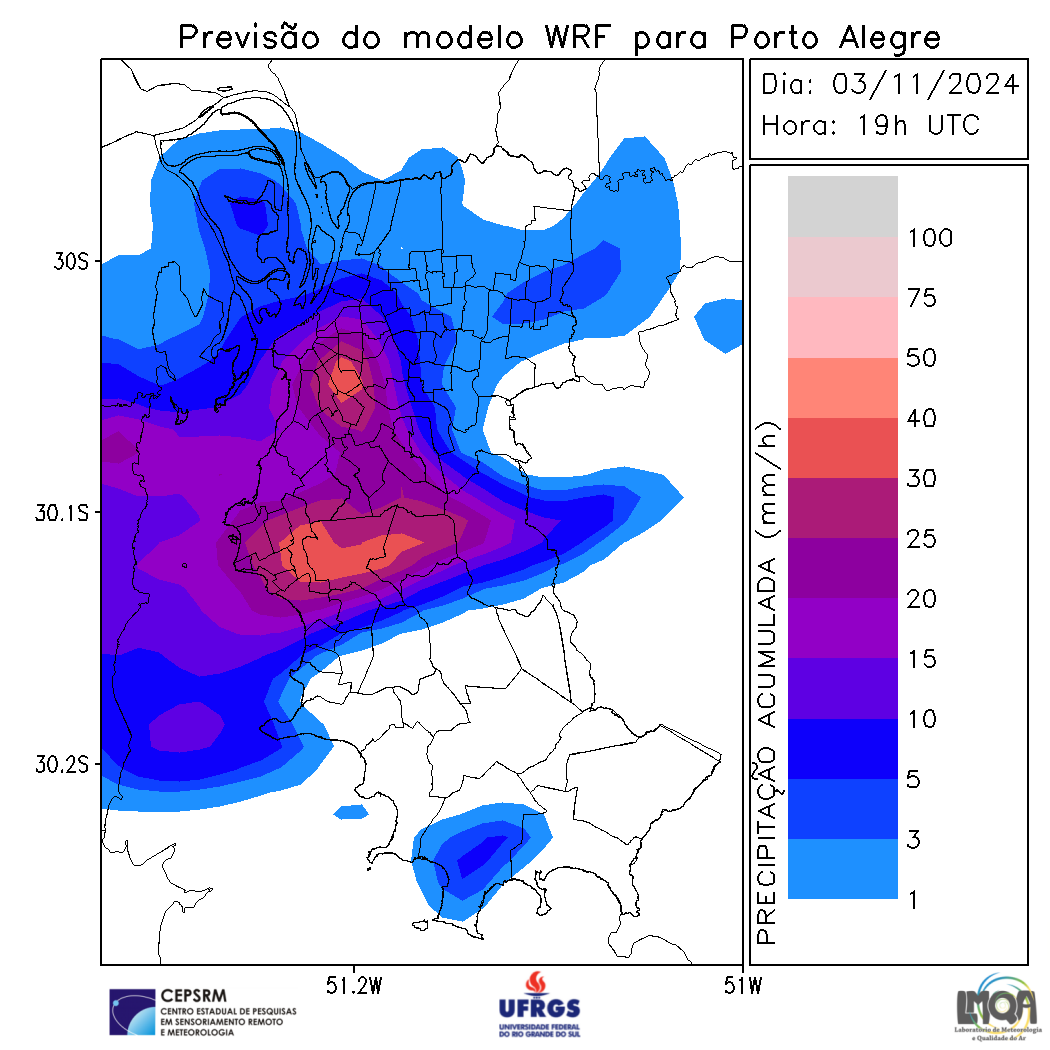 Previsão do modelo WRF para Porto Alegre
Dia: 03/11/2024
Hora: 19h UTC
30S
30.1S
30.2S
51.2W
51W
PRECIPITAÇÃO ACUMULADA (mm/h)
100
75
50
40
30
25
20
15
10
5
3
1
CEPSRM
CENTRO ESTADUAL DE PESQUISAS
EM SENSORIAMENTO REMOTO
E METEOROLOGIA
UFRGS
UNIVERSIDADE FEDERAL
DO RIO GRANDE DO SUL
LMQA
Laboratório de Meteorologia
e Qualidade do Ar